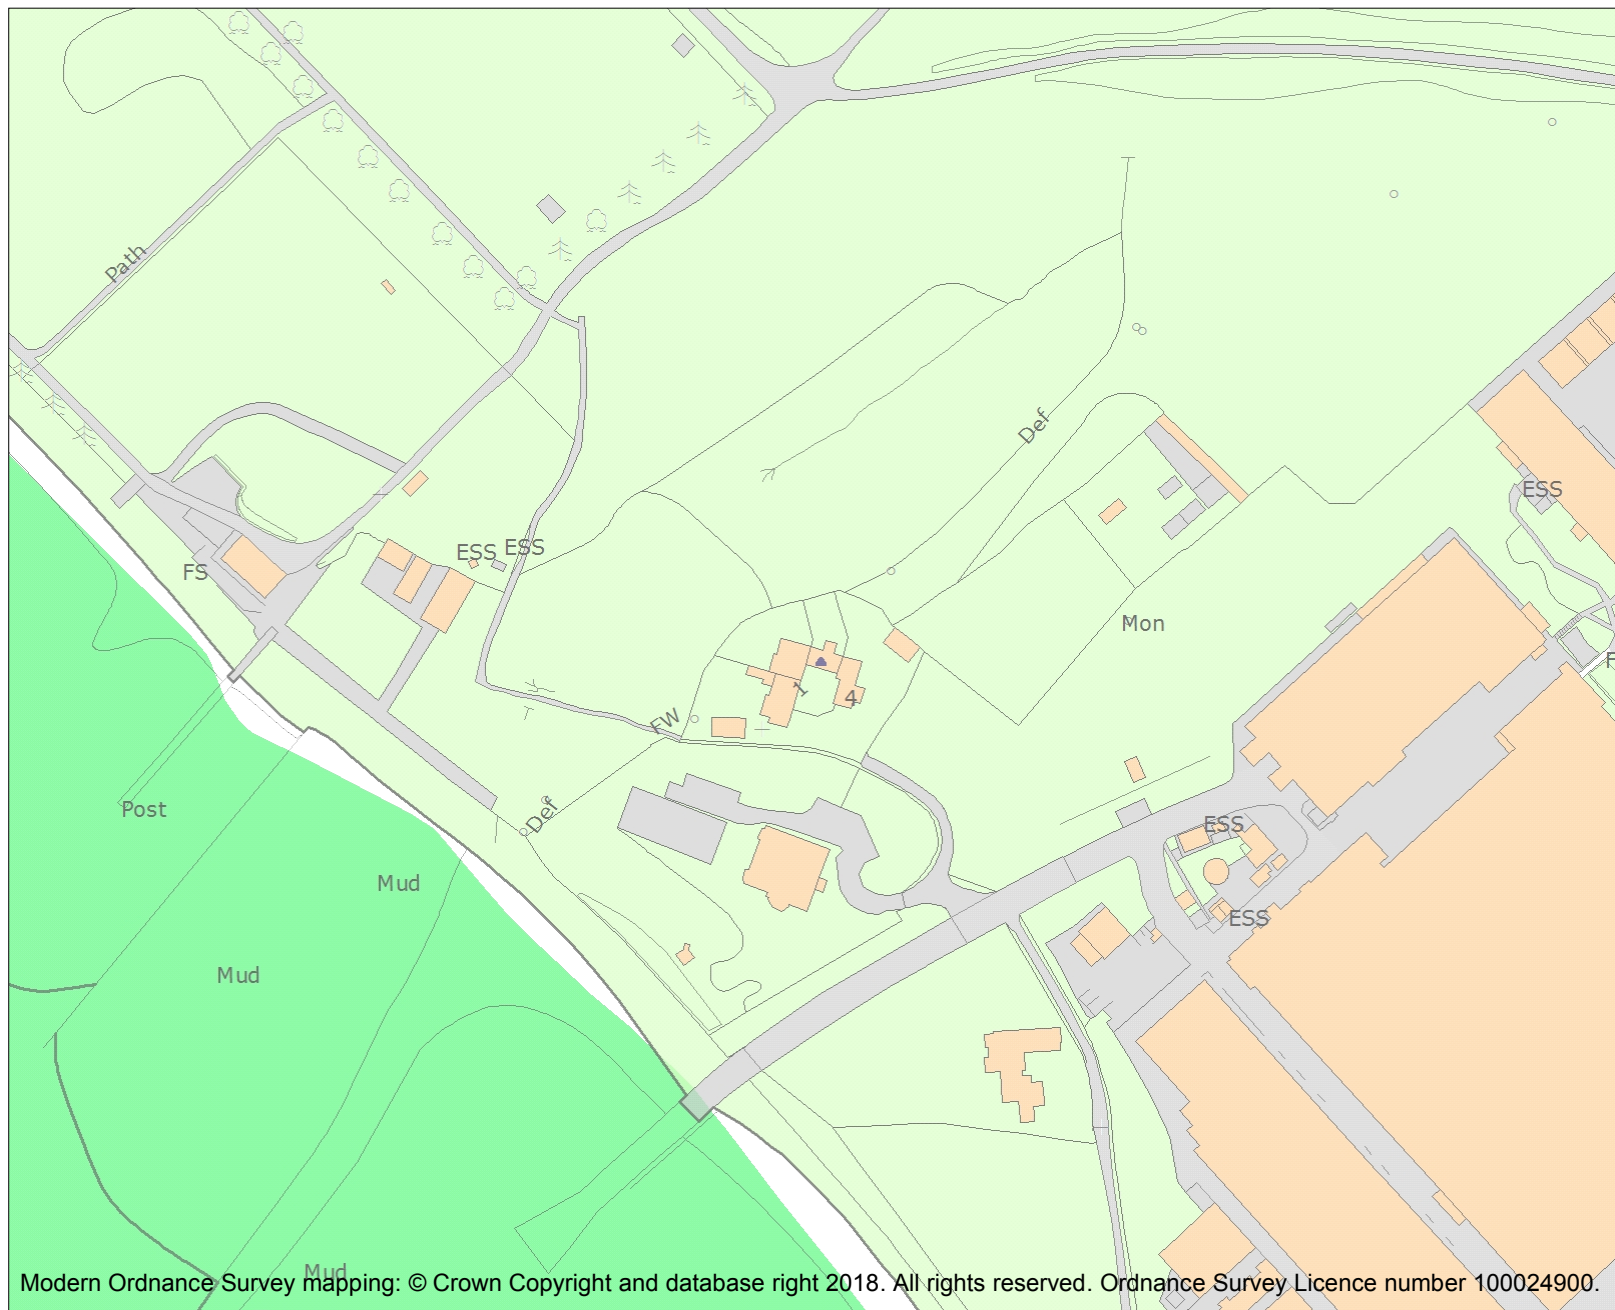 Path
ESS
ESS ESS
FS
Def
Mon
F
1
4
FW
Post
Def
ESS
Mud
ESS
Mud
Mud
Modern Ordnance Survey mapping: © Crown Copyright and database right 2018. All rights reserved. Ordnance Survey Licence number 100024900.